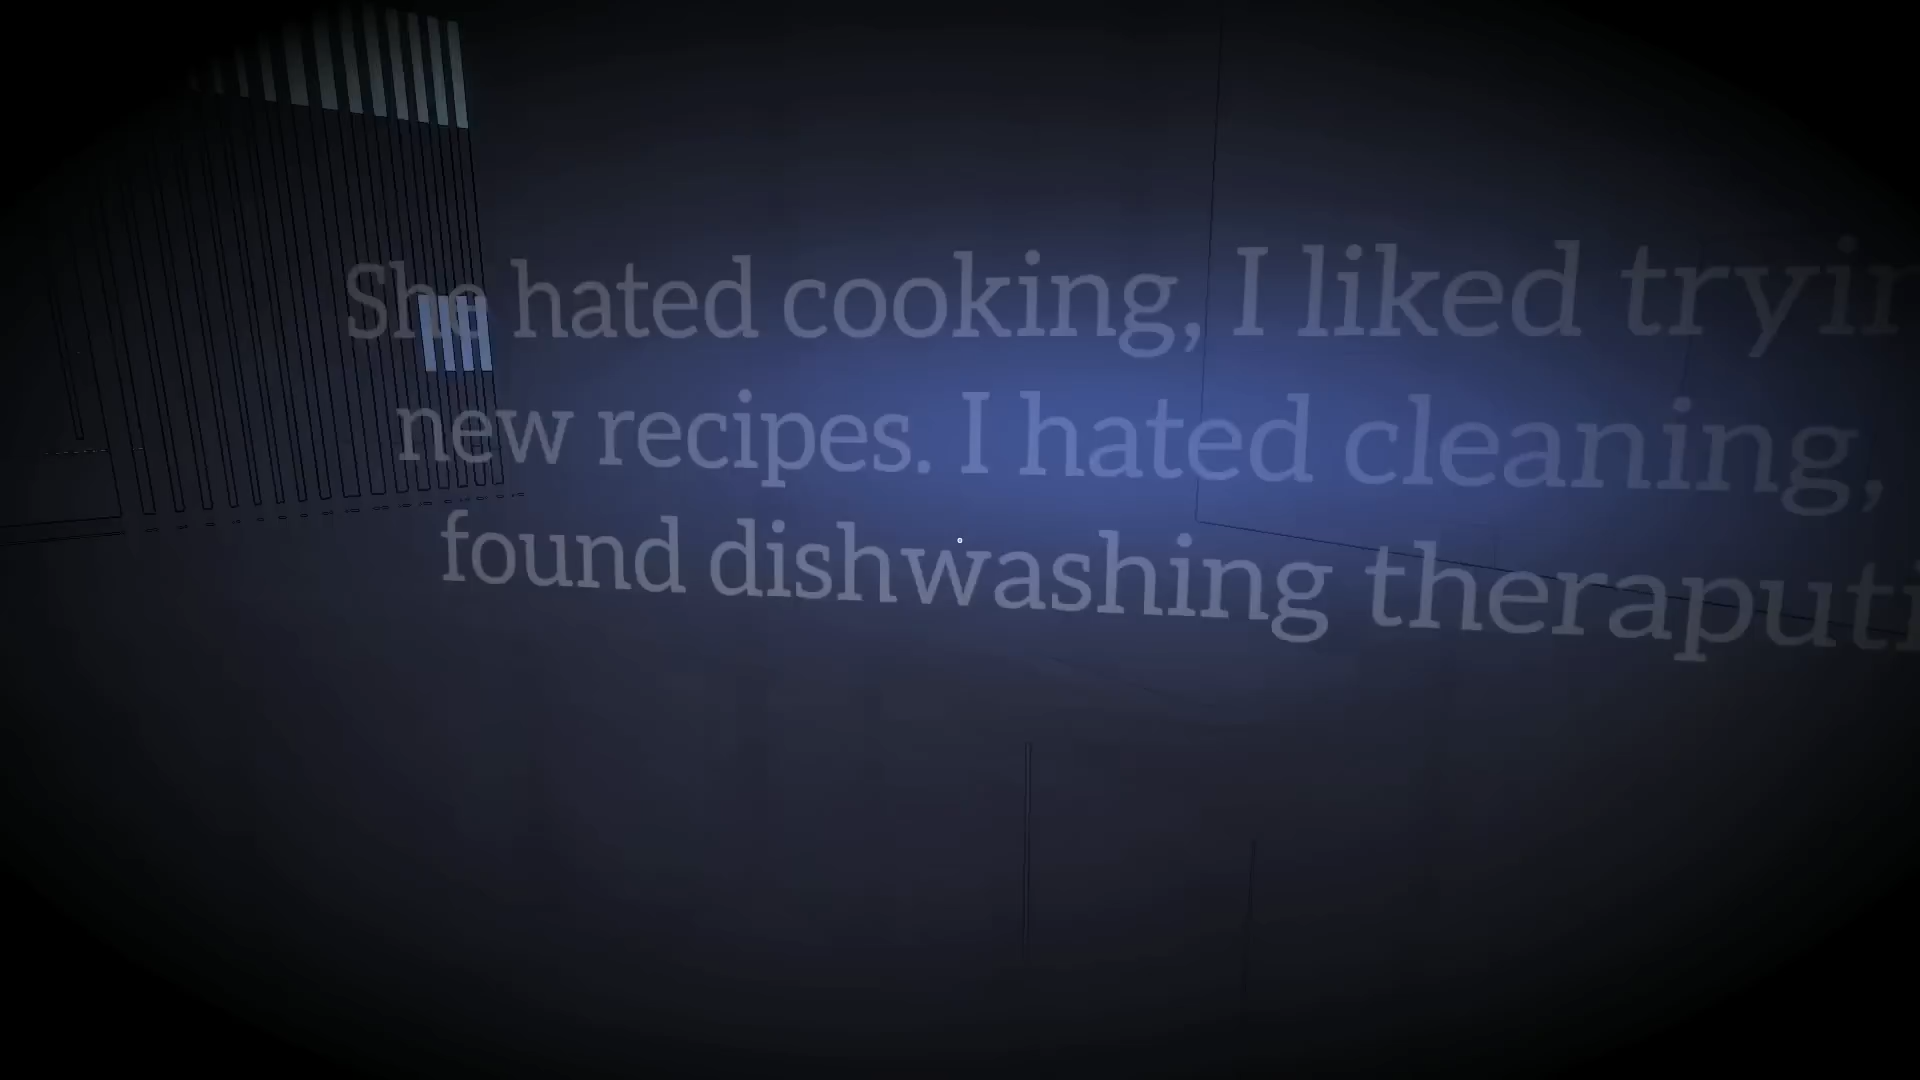 She hated cooking, I liked tryin
new recipes. I hated cleaning,
found dishwashing theraputi